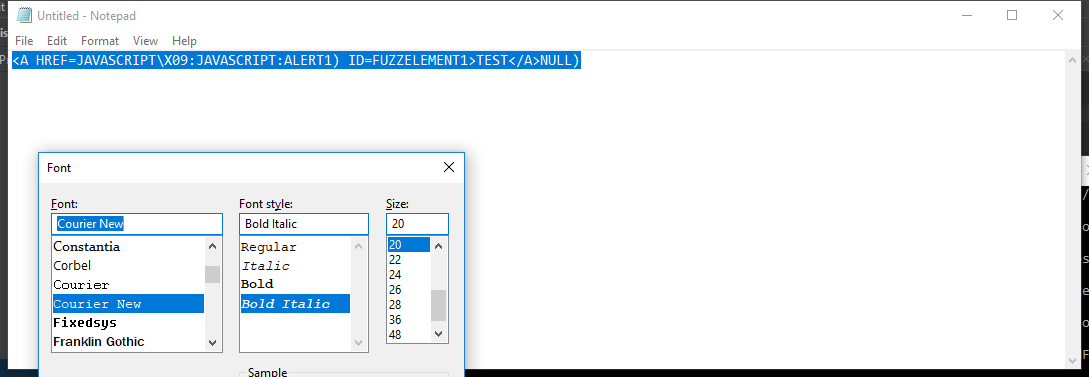 Untitled - Notepad
File Edit Format View Help
<A HREF=JAVASCRIPT\X09:JAVASCRIPT:ALERT1) ID=FUZZELEMENT1>TEST</A>NULL)
Font
Font: Font style: Size:
Courier New Bold Italic 20
Constantia Regular 20
Corbel Italic 22
Courier Bold 24
Courier New Bold Italic 26
Fixedsys 28
Franklin Gothic 36
48
Sample